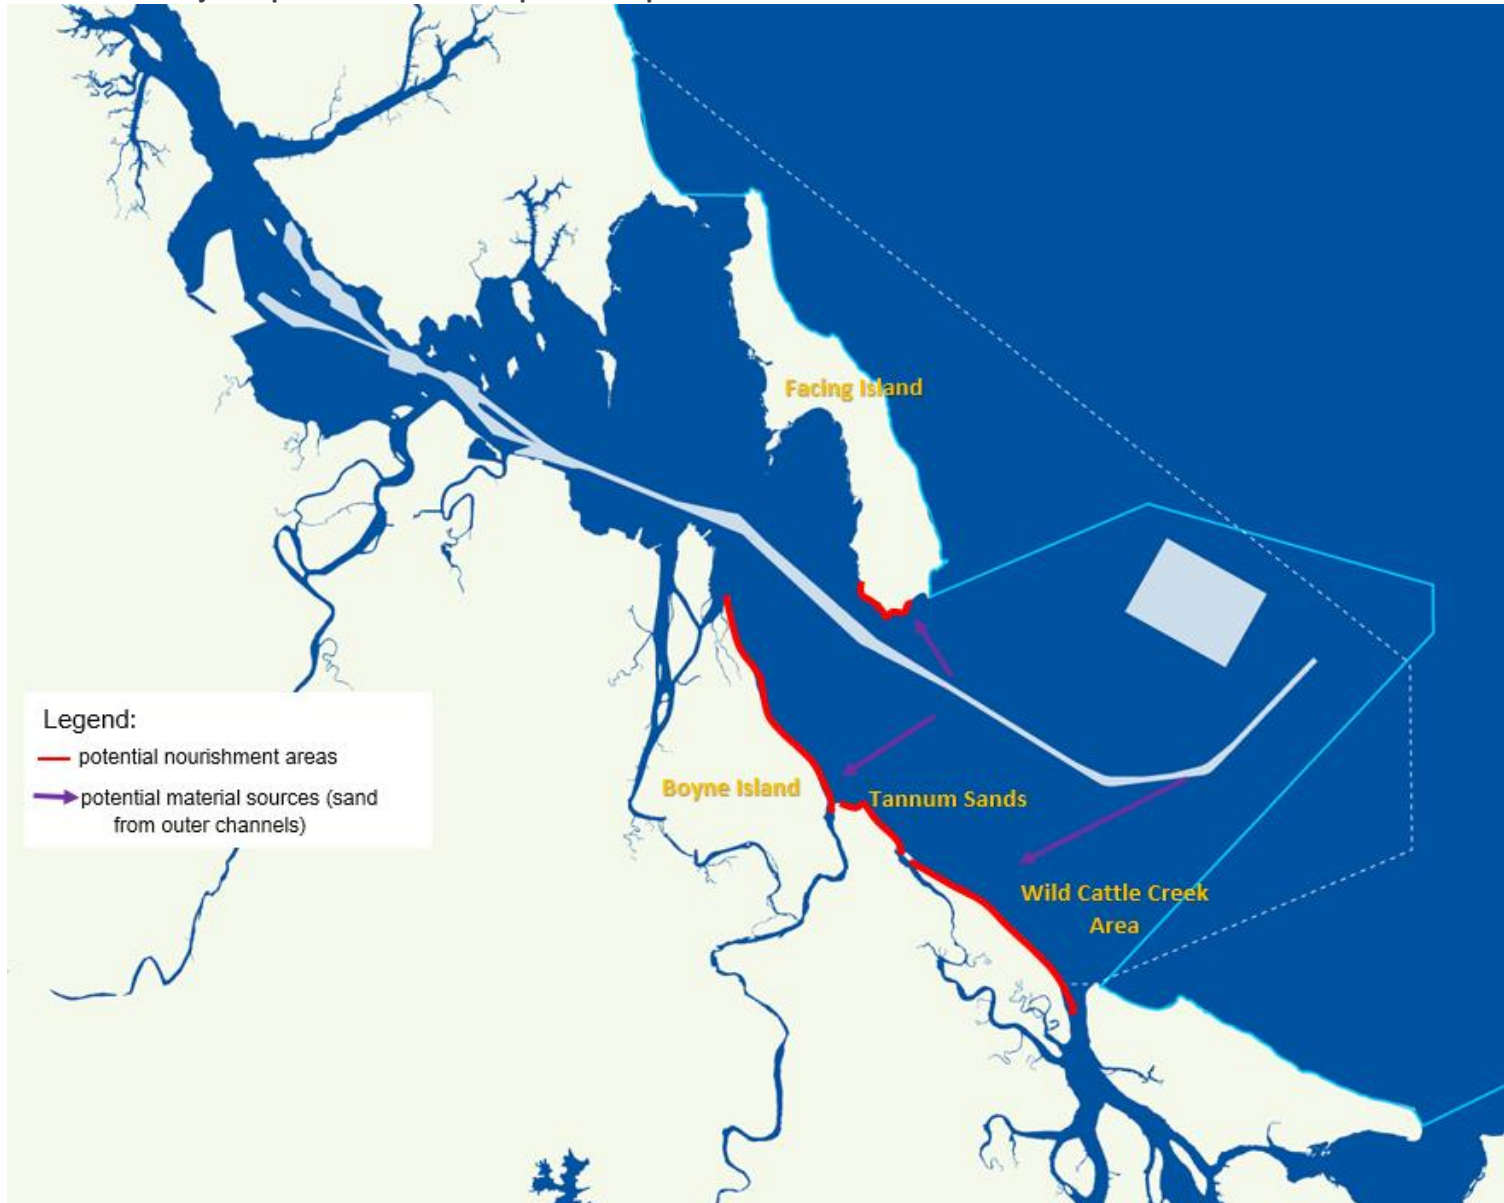 Facing Island
Legend:
potential nourishment areas
potential material sources (sand
from outer channels)
Boyne Island
Tannum Sands
Wild Cattle Creek
Area